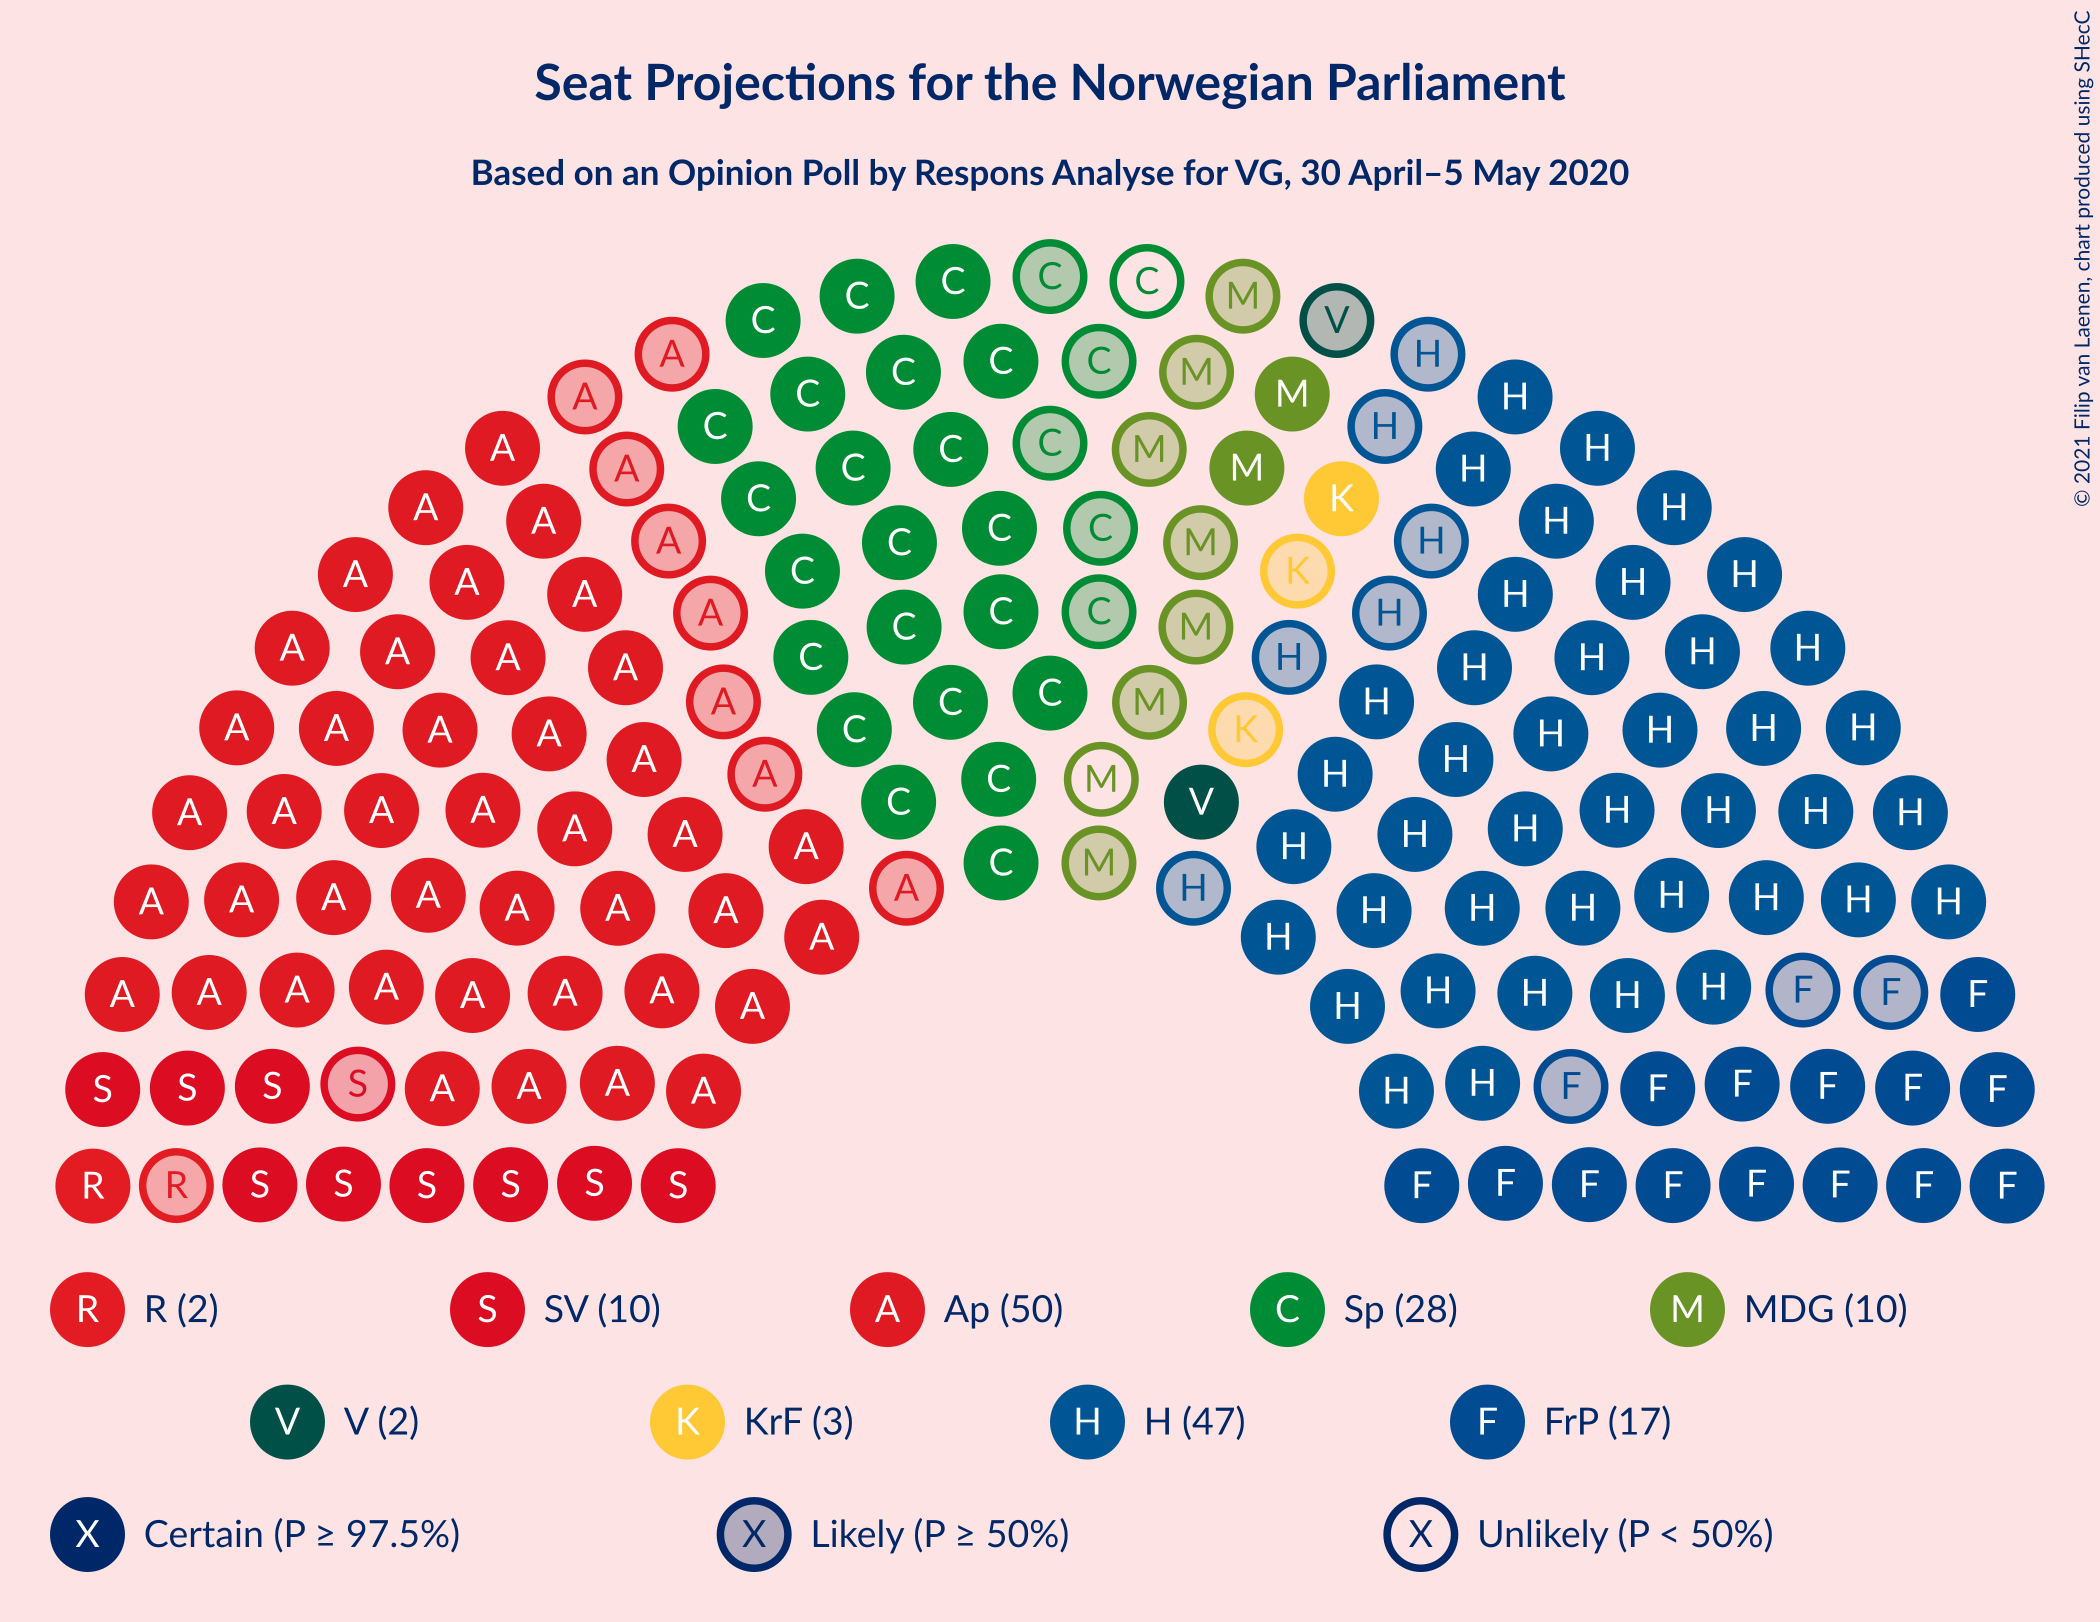 Seat Projections for the Norwegian Parliament
Based on an Opinion Poll by Respons Analyse for VG, 30 April–5 May 2020
© 2021 Filip van Laenen, chart produced using SHecC
C C C C C M V
A A H H
A C C C C M M H H
A A A C C C C M M K H H H
A A A C C C C M K H H H H
A A A A A C C C C M H H H H H H
A A A A A C C C M K H H H H H
A A A A A A A C C M V H H H H H H H
A A A A A A A A A C M H H H H H H H H H
A A A A A A A A H H H H H F F F
S S S S A A A A H H F F F F F F
R R S S S S S S F F F F F F F F
R R (2) S SV (10) A Ap (50) C Sp (28) M MDG (10)
V V (2) K KrF (3) H H (47) F FrP (17)
X Certain (P ≥ 97.5%) X Likely (P ≥ 50%) X Unlikely (P < 50%)